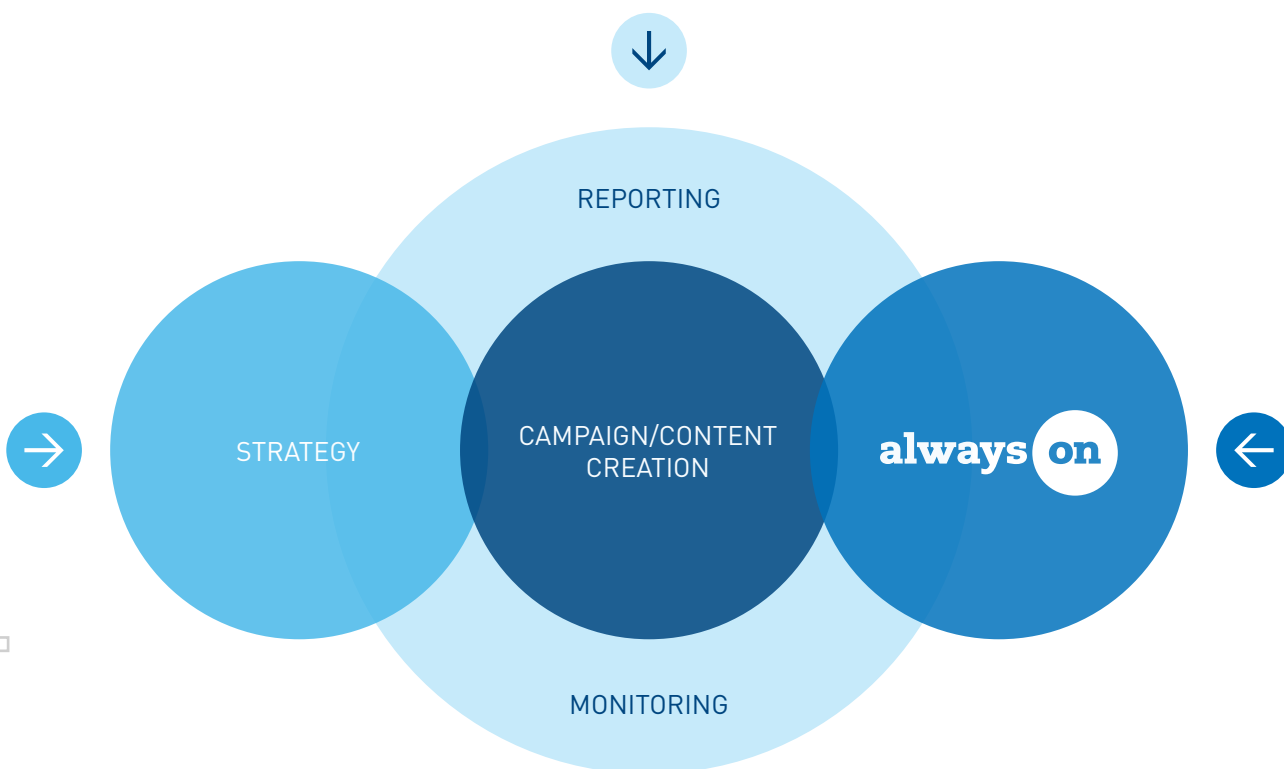 REPORTING
STRATEGY
CAMPAIGN/CONTENT
CREATION
always on
MONITORING